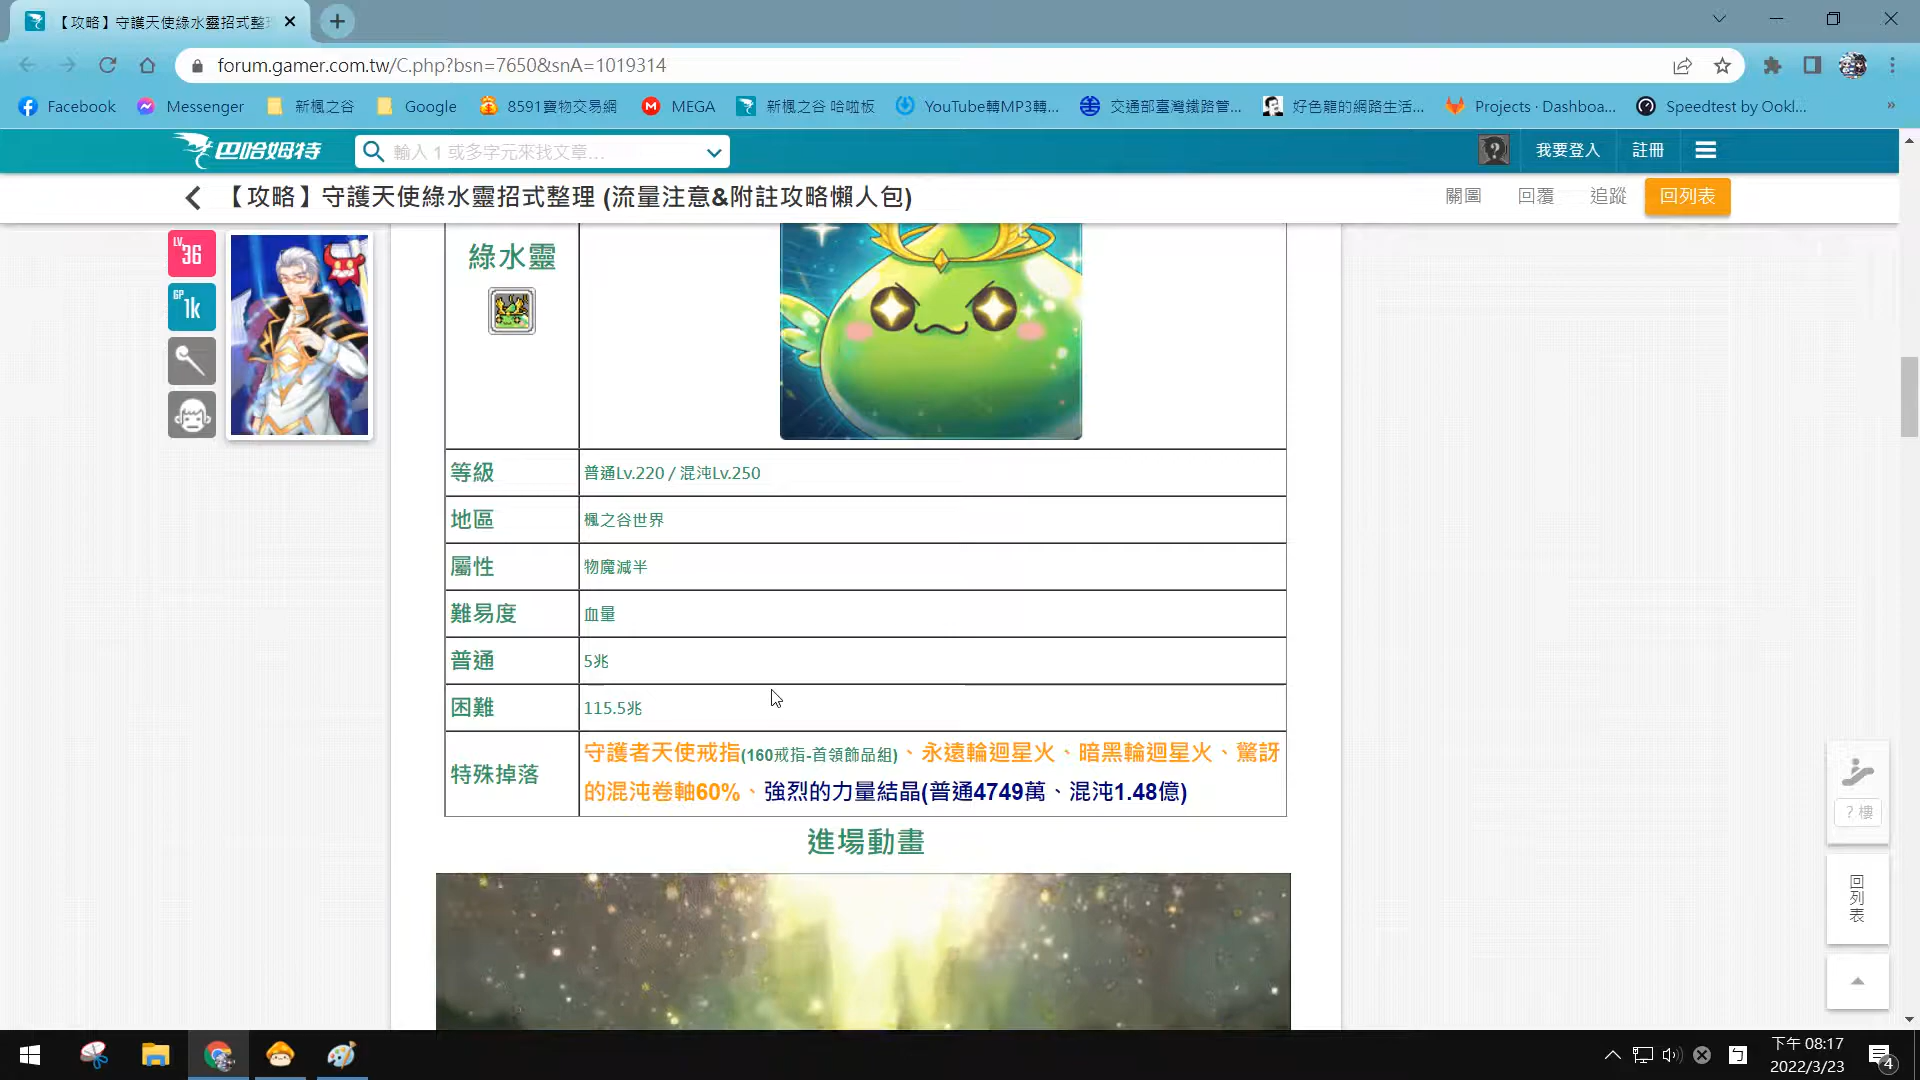 【攻略】守護天使綠水靈招式整理
forum.gamer.com.tw/C.php?bsn=7650&snA=1019314
Facebook Messenger 新楓之谷 Google 8591寶物交易網 MEGA 新楓之谷 哈啦板 YouTube轉MP3轉... 交通部臺灣鐵路管... 好色龍的網路生活... Projects · Dashboa... Speedtest by Ookl... »
巴哈姆特 輸入 1 或多字元來找文章... 我要登入 註冊
【攻略】守護天使綠水靈招式整理 (流量注意&附註攻略懶人包) 關圖 回覆 追蹤 回列表
LV 36
GP 1k
綠水靈
等級 普通Lv.220 / 混沌Lv.250
地區 楓之谷世界
屬性 物魔減半
難易度 血量
普通 5兆
困難 115.5兆
特殊掉落 守護者天使戒指(160戒指-首領飾品組)、永遠輪迴星火、暗黑輪迴星火、驚訝
的混沌卷軸60%、強烈的力量結晶(普通4749萬、混沌1.48億)
進場動畫
? 樓
回列表
下午 08:17
2022/3/23
4